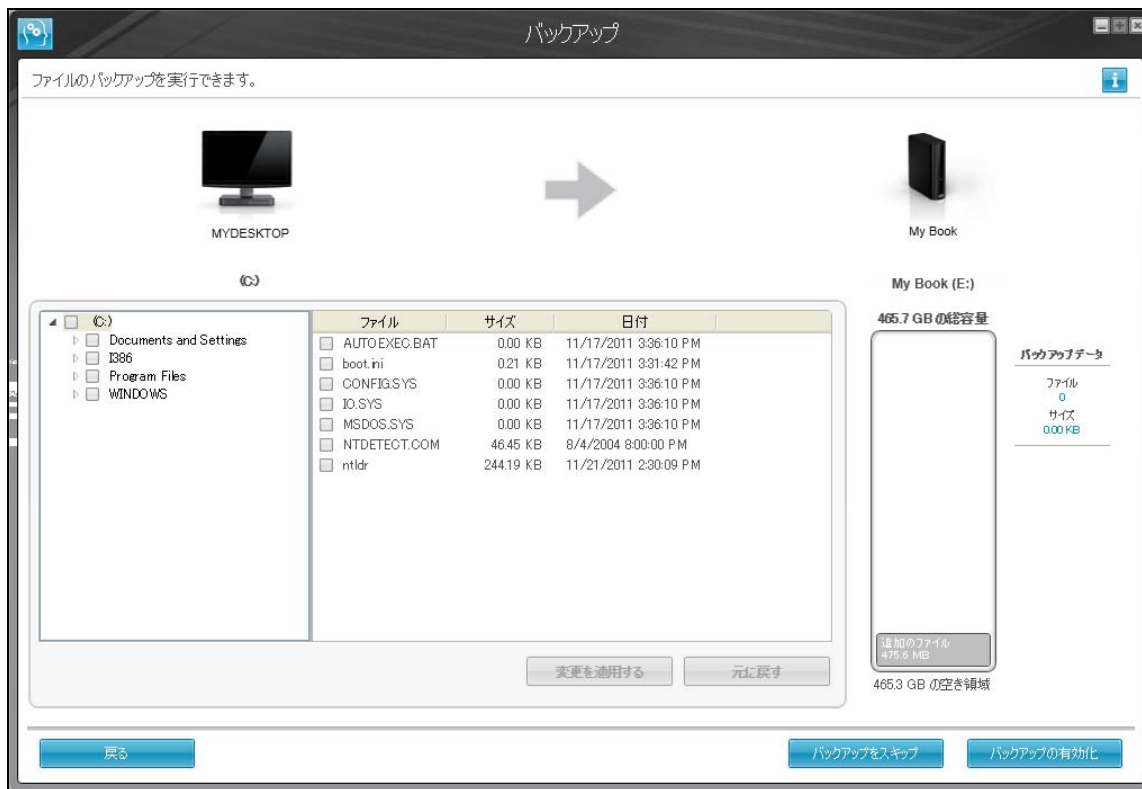 バックアップ
ファイルのバックアップを実行できます。
MYDESKTOP
My Book
(C:)
My Book (E:)
(C:)
Documents and Settings
I386
Program Files
WINDOWS
ファイル サイズ 日付
AUTOEXEC.BAT 0.00 KB 11/17/2011 3:36:10 PM
boot.ini 0.21 KB 11/17/2011 3:31:42 PM
CONFIG.SYS 0.00 KB 11/17/2011 3:36:10 PM
IO.SYS 0.00 KB 11/17/2011 3:36:10 PM
MSDOS.SYS 0.00 KB 11/17/2011 3:36:10 PM
NTDETECT.COM 46.45 KB 8/4/2004 8:00:00 PM
ntldr 244.19 KB 11/21/2011 2:30:09 PM
変更を適用する
元に戻す
465.7 GB の総容量
追加のファイル
475.6 MB
465.3 GB の空き領域
バックアップデータ
ファイル
0
サイズ
0.00 KB
戻る
バックアップをスキップ
バックアップの有効化